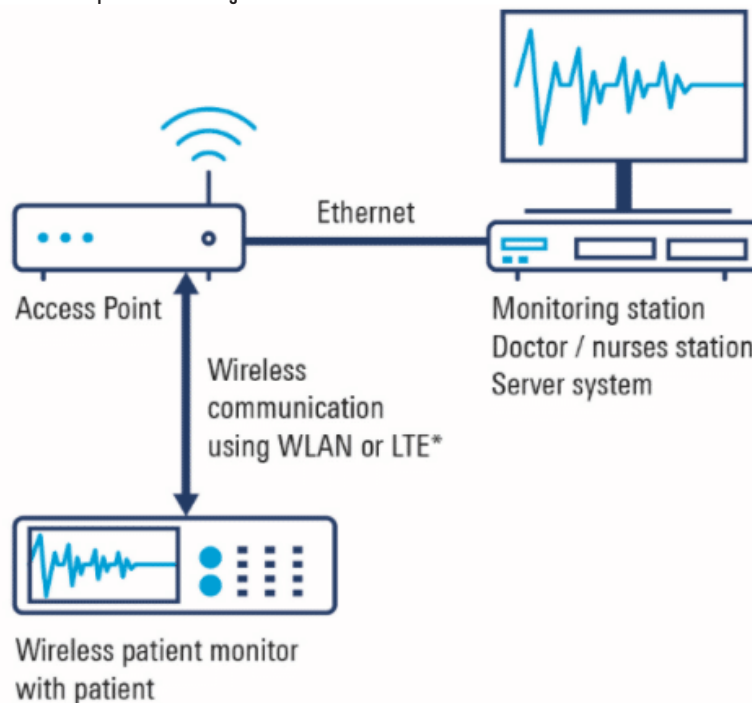 Ethernet
Access Point
Monitoring station
Doctor / nurses station
Server system
Wireless
communication
using WLAN or LTE*
Wireless patient monitor
with patient